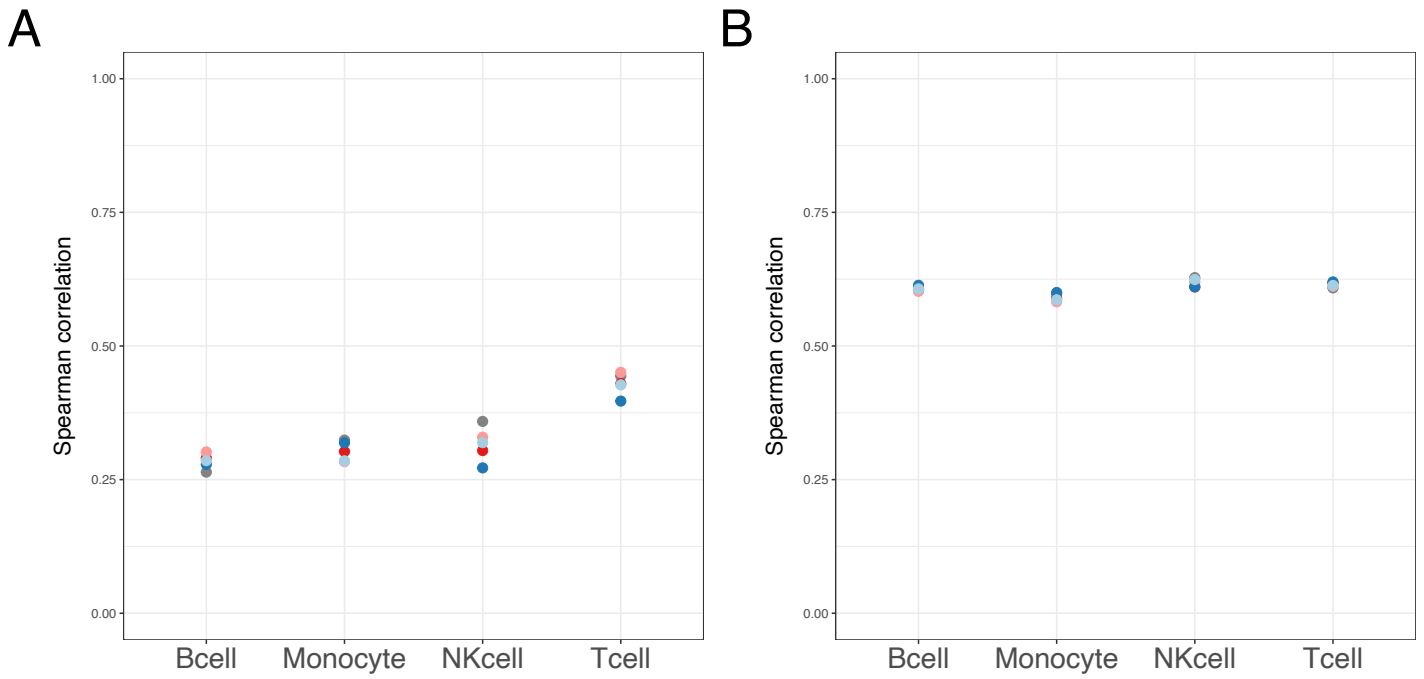 A
B
Spearman correlation
1.00
0.75
0.50
0.25
0.00
Bcell Monocyte NKcell Tcell
Spearman correlation
1.00
0.75
0.50
0.25
0.00
Bcell Monocyte NKcell Tcell